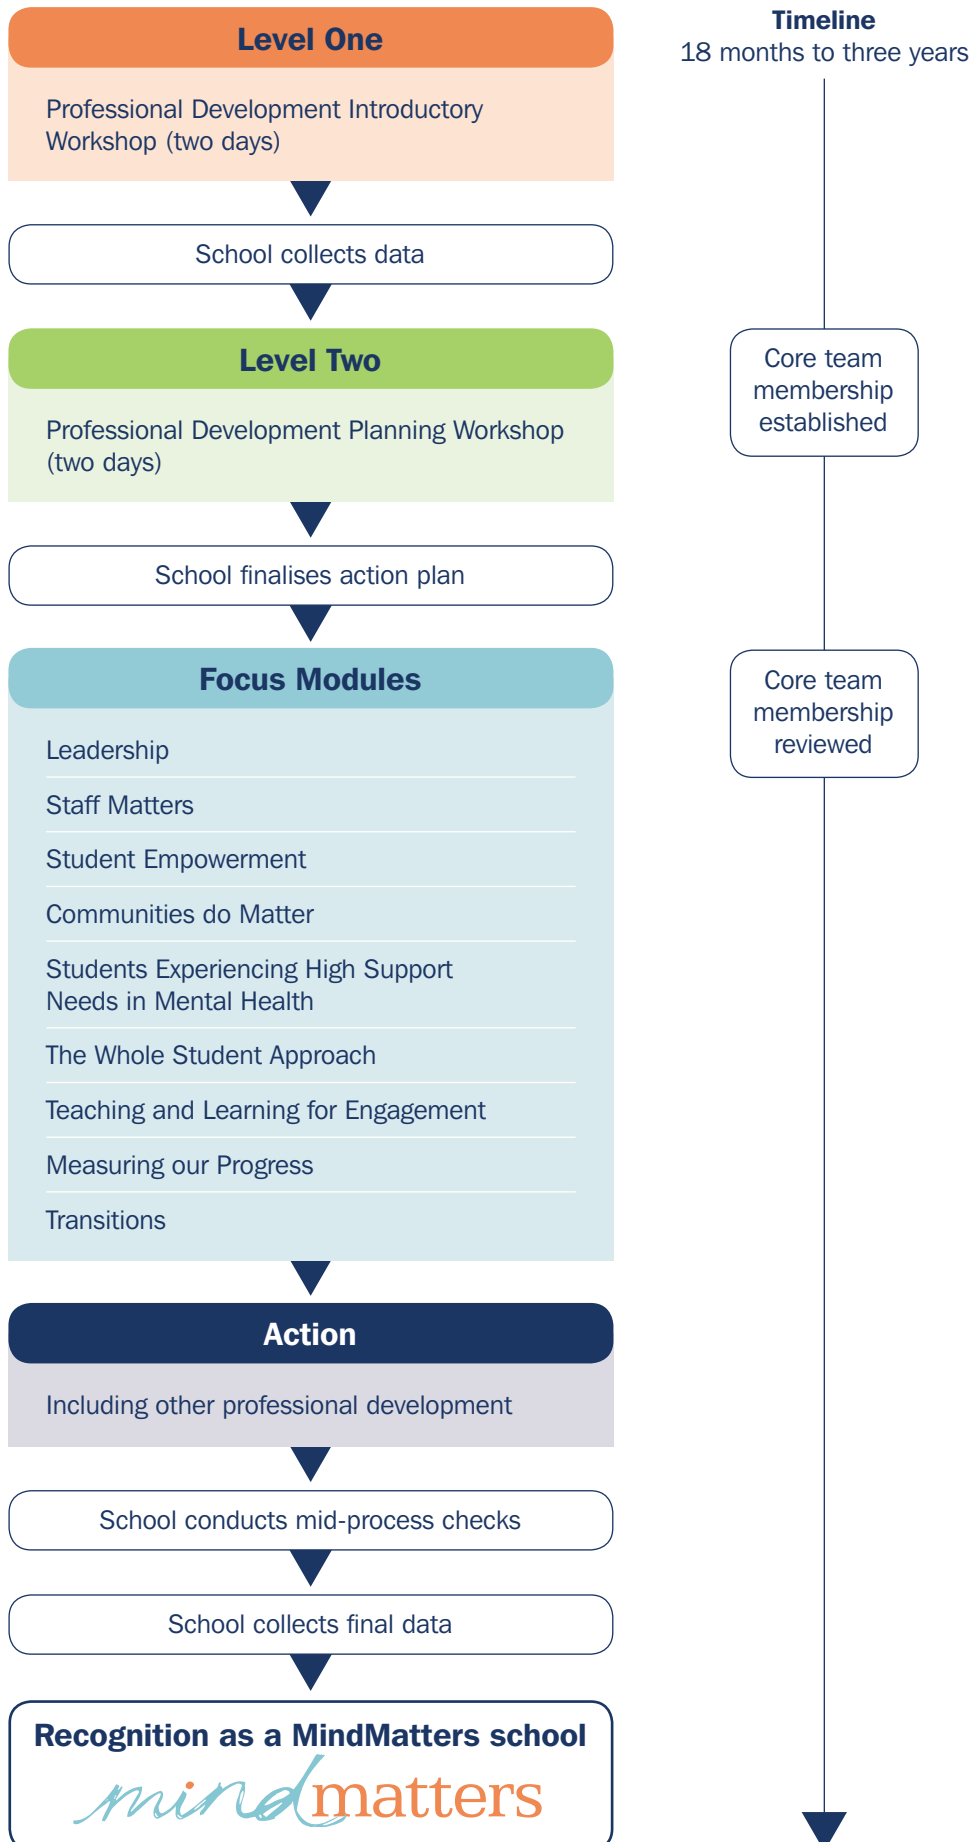 Level One
Professional Development Introductory
Workshop (two days)
School collects data
Level Two
Professional Development Planning Workshop
(two days)
School finalises action plan
Focus Modules
Leadership
Staff Matters
Student Empowerment
Communities do Matter
Students Experiencing High Support
Needs in Mental Health
The Whole Student Approach
Teaching and Learning for Engagement
Measuring our Progress
Transitions
Action
Including other professional development
School conducts mid-process checks
School collects final data
Recognition as a MindMatters school
mindmatters
Timeline
18 months to three years
Core team
membership
established
Core team
membership
reviewed